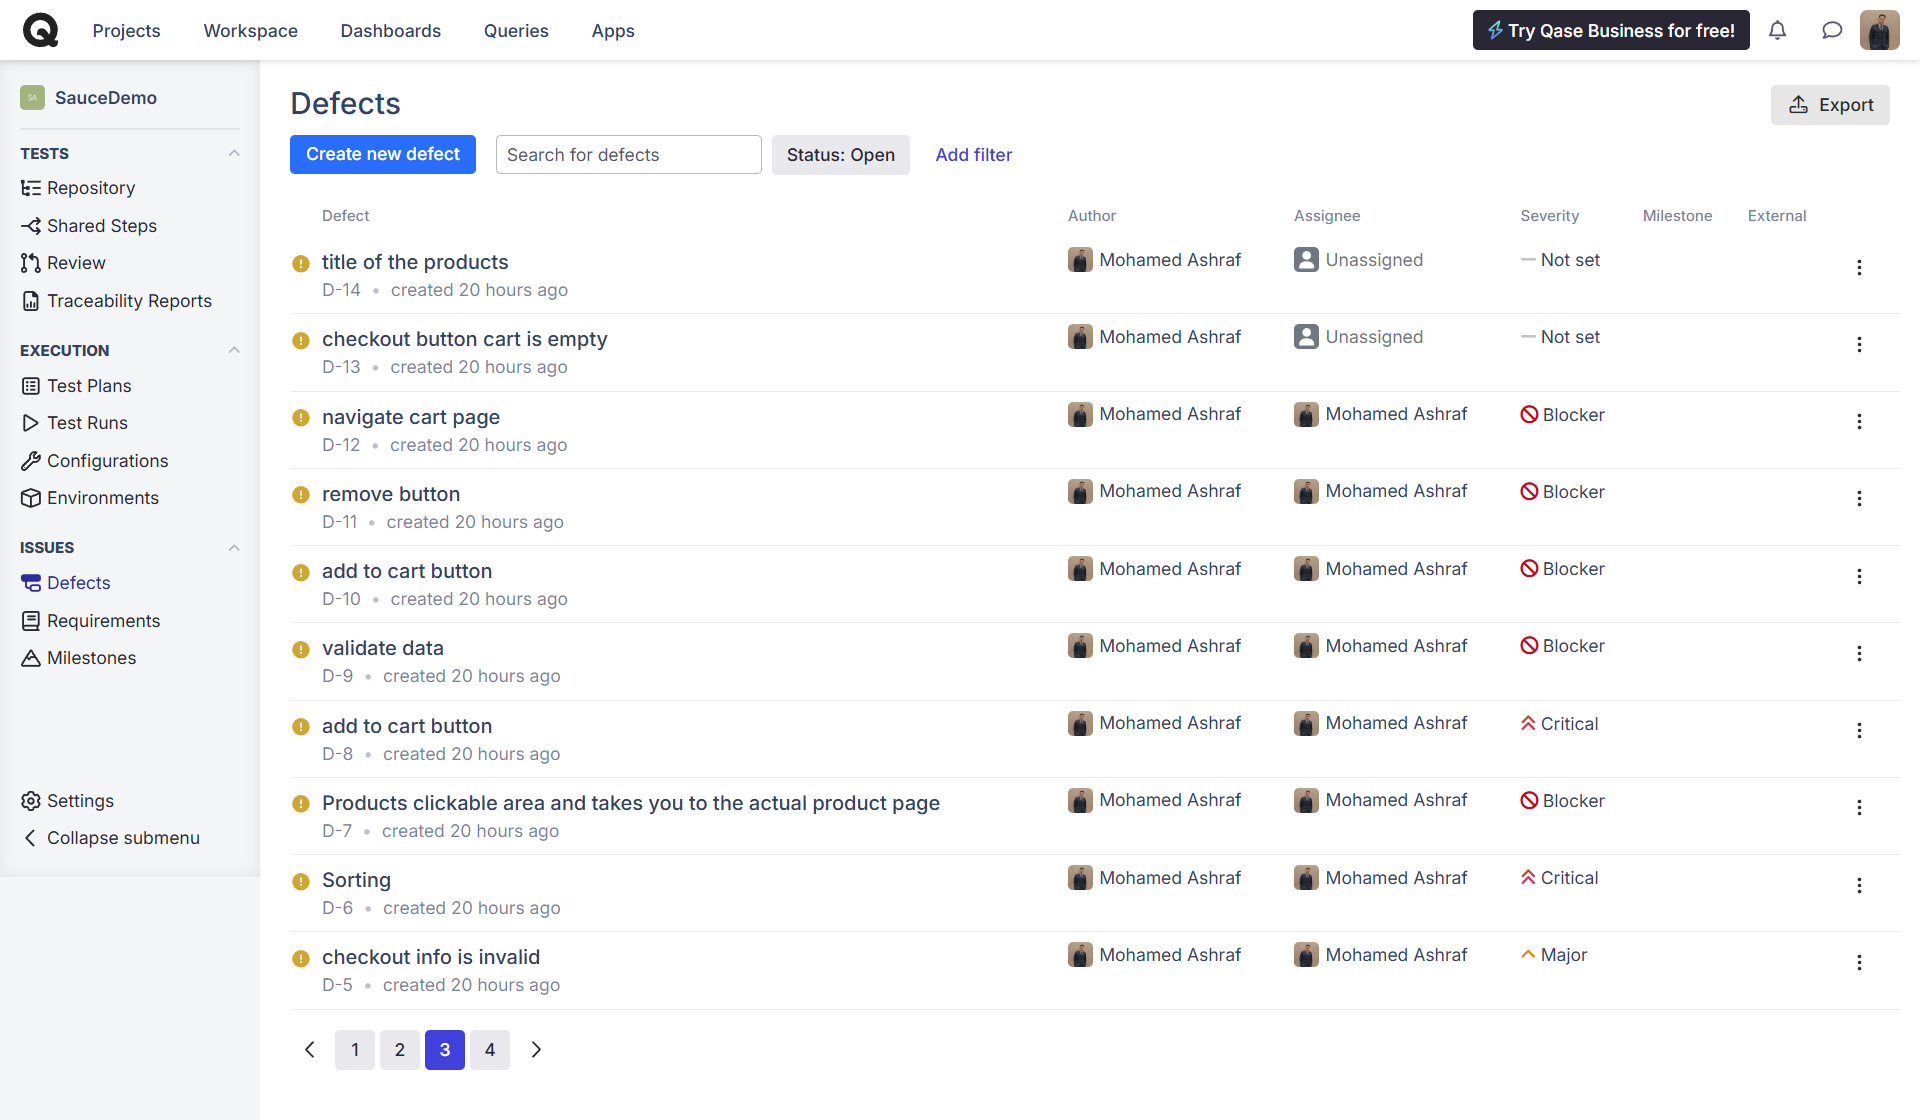 Projects Workspace Dashboards Queries Apps Try Qase Business for free!
SA SauceDemo
TESTS
Repository
Shared Steps
Review
Traceability Reports
EXECUTION
Test Plans
Test Runs
Configurations
Environments
ISSUES
Defects
Requirements
Milestones
Settings
Collapse submenu
Defects
Export
Create new defect Search for defects Status: Open Add filter
Defect Author Assignee Severity Milestone External
title of the products Mohamed Ashraf Unassigned Not set
D-14 • created 20 hours ago
checkout button cart is empty Mohamed Ashraf Unassigned Not set
D-13 • created 20 hours ago
navigate cart page Mohamed Ashraf Mohamed Ashraf Blocker
D-12 • created 20 hours ago
remove button Mohamed Ashraf Mohamed Ashraf Blocker
D-11 • created 20 hours ago
add to cart button Mohamed Ashraf Mohamed Ashraf Blocker
D-10 • created 20 hours ago
validate data Mohamed Ashraf Mohamed Ashraf Blocker
D-9 • created 20 hours ago
add to cart button Mohamed Ashraf Mohamed Ashraf Critical
D-8 • created 20 hours ago
Products clickable area and takes you to the actual product page Mohamed Ashraf Mohamed Ashraf Blocker
D-7 • created 20 hours ago
Sorting Mohamed Ashraf Mohamed Ashraf Critical
D-6 • created 20 hours ago
checkout info is invalid Mohamed Ashraf Mohamed Ashraf Major
D-5 • created 20 hours ago
1 2 3 4